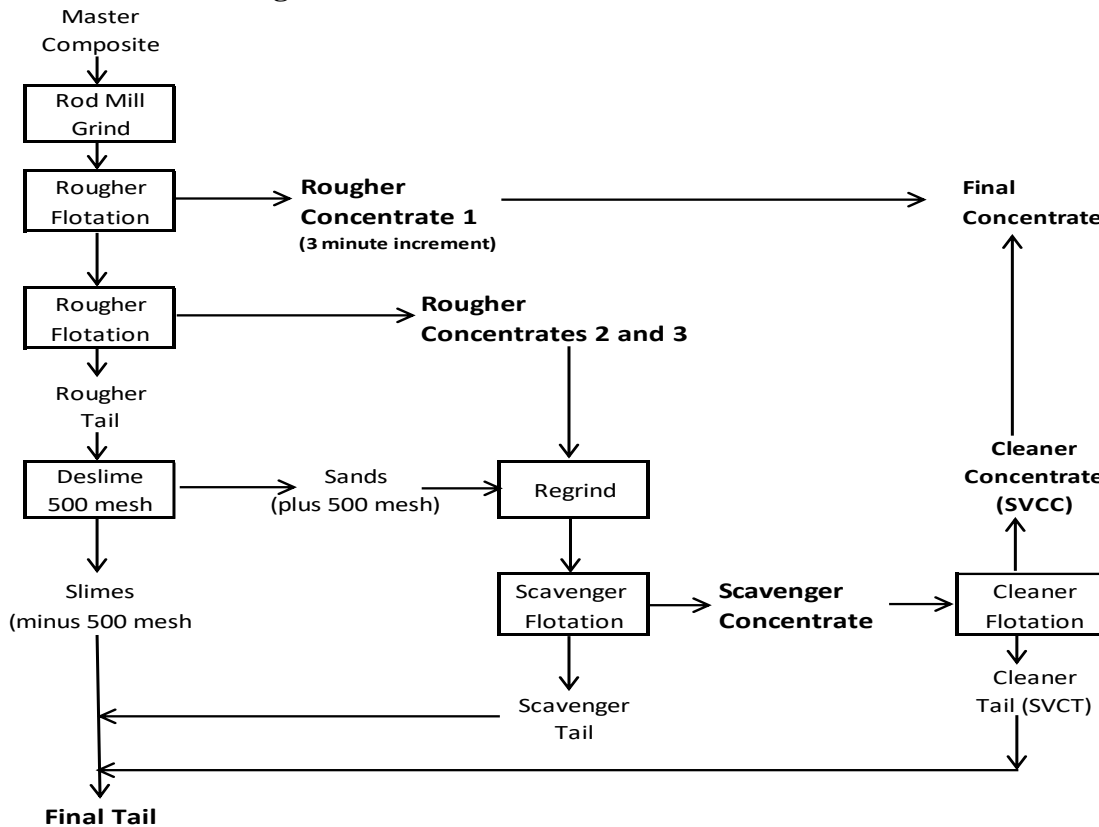 Master
Composite
Rod Mill
Grind
Rougher
Flotation
Rougher
Concentrate 1
(3 minute increment)
Final
Concentrate
Rougher
Flotation
Rougher
Concentrates 2 and 3
Rougher
Tail
Deslime
500 mesh
Sands
(plus 500 mesh)
Regrind
Cleaner
Concentrate
(SVCC)
Slimes
(minus 500 mesh
Scavenger
Flotation
Scavenger
Concentrate
Cleaner
Flotation
Scavenger
Tail
Cleaner
Tail (SVCT)
Final Tail